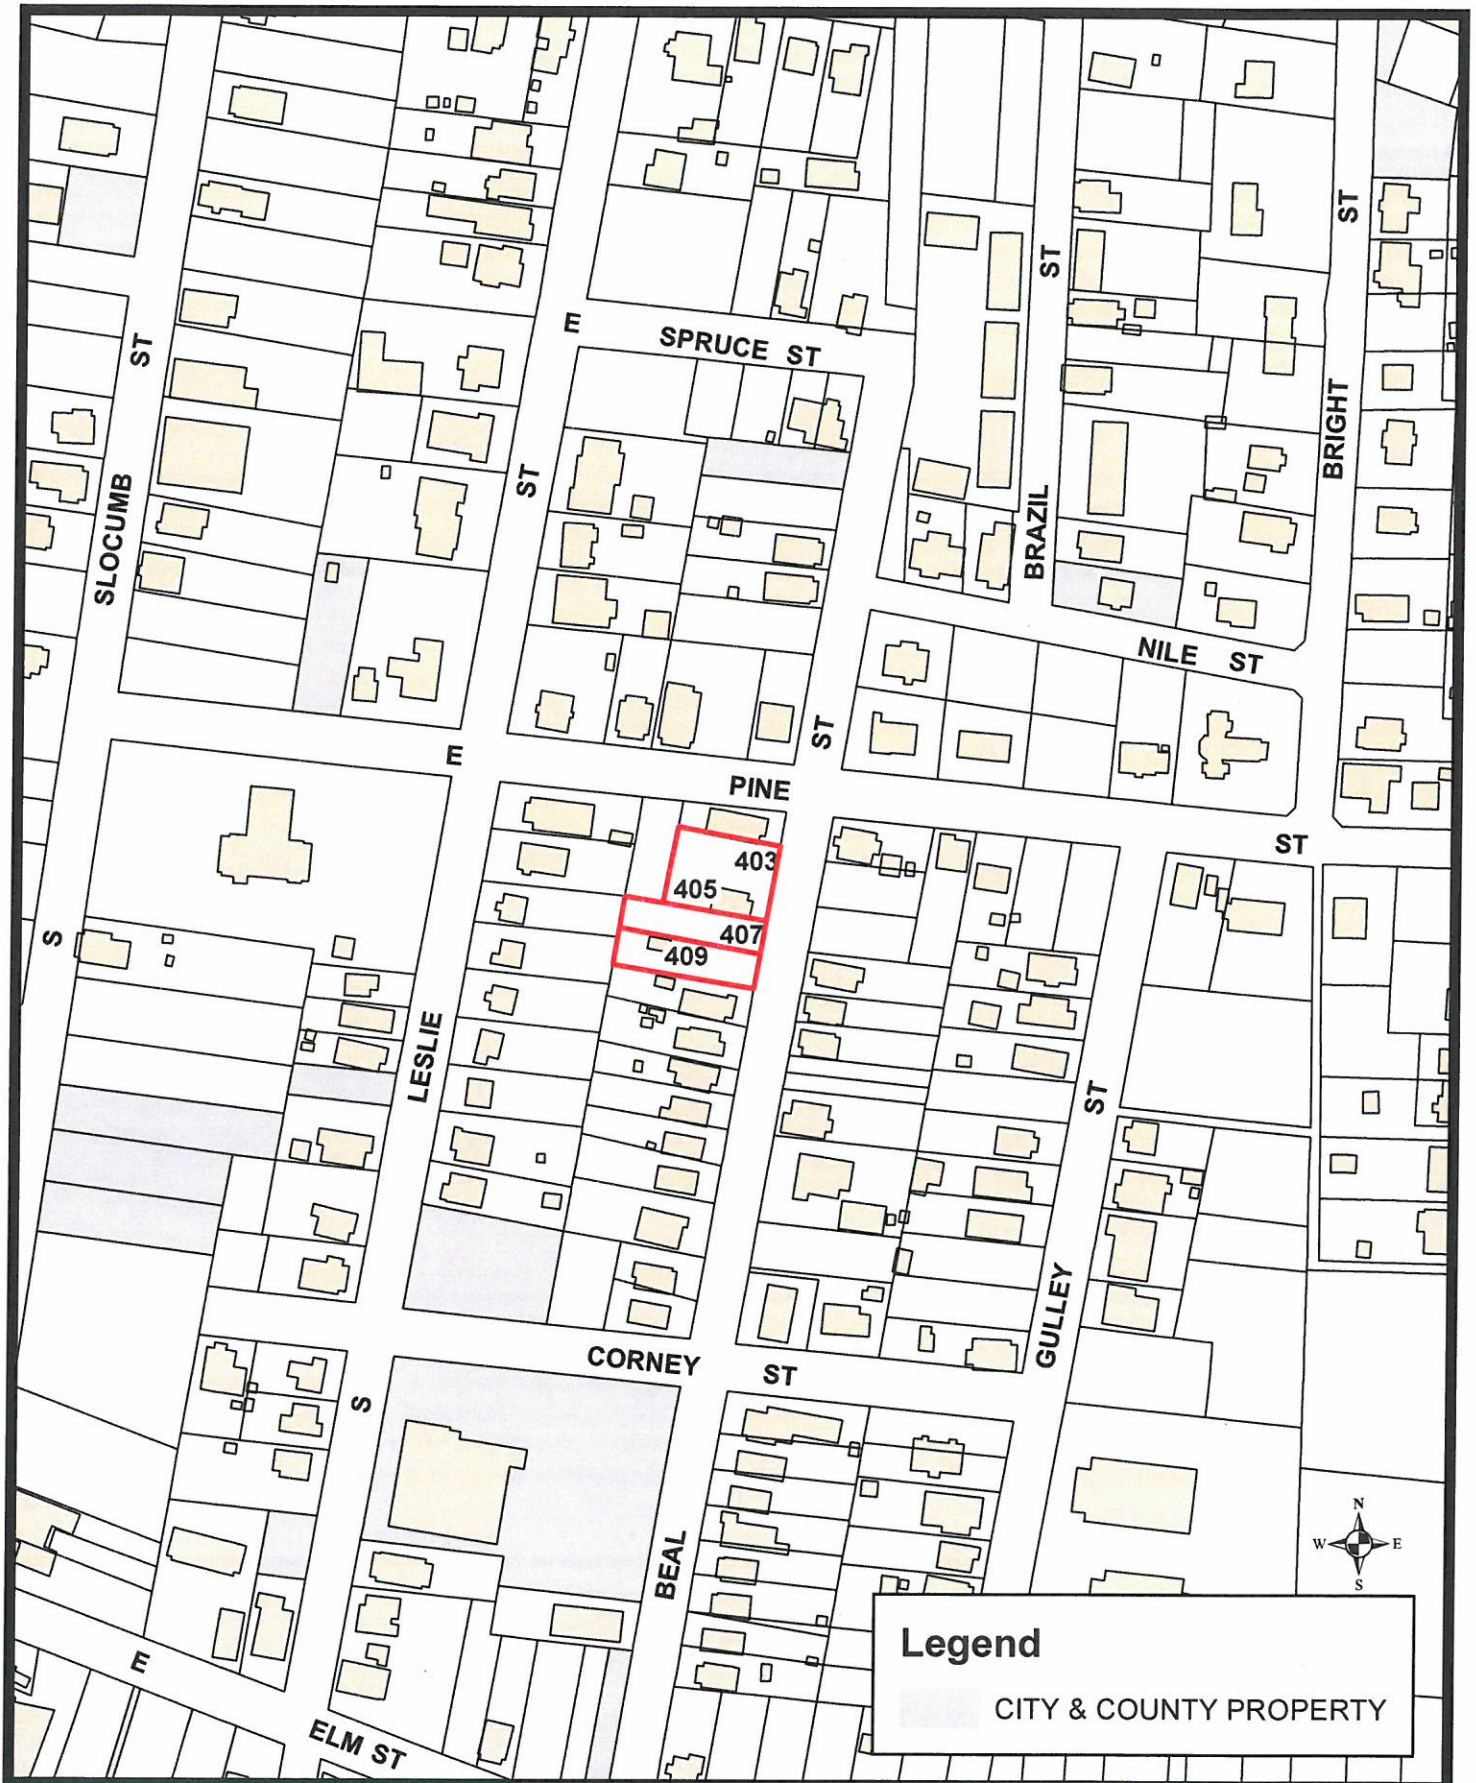 ST
ST
E
SPRUCE ST
ST
BRIGHT
ST
SLOCUMB
BRAZIL
NILE ST
ST
E
PINE
ST
403
405
407
409
S
LESLIE
ST
GULLEY
CORNEY ST
S
BEAL
N
W E
S
E
ELM ST
Legend
CITY & COUNTY PROPERTY